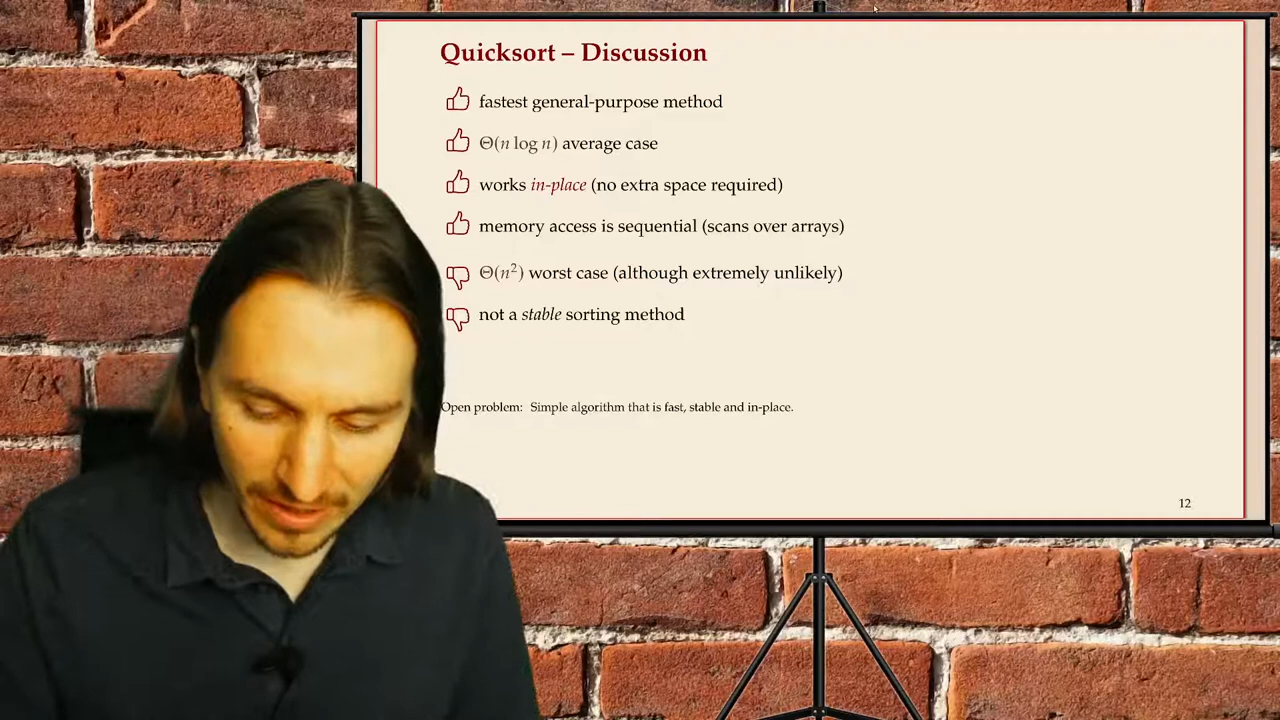 Quicksort – Discussion
fastest general-purpose method
Θ(n log n) average case
works in-place (no extra space required)
memory access is sequential (scans over arrays)
Θ(n²) worst case (although extremely unlikely)
not a stable sorting method
Open problem: Simple algorithm that is fast, stable and in-place.
12